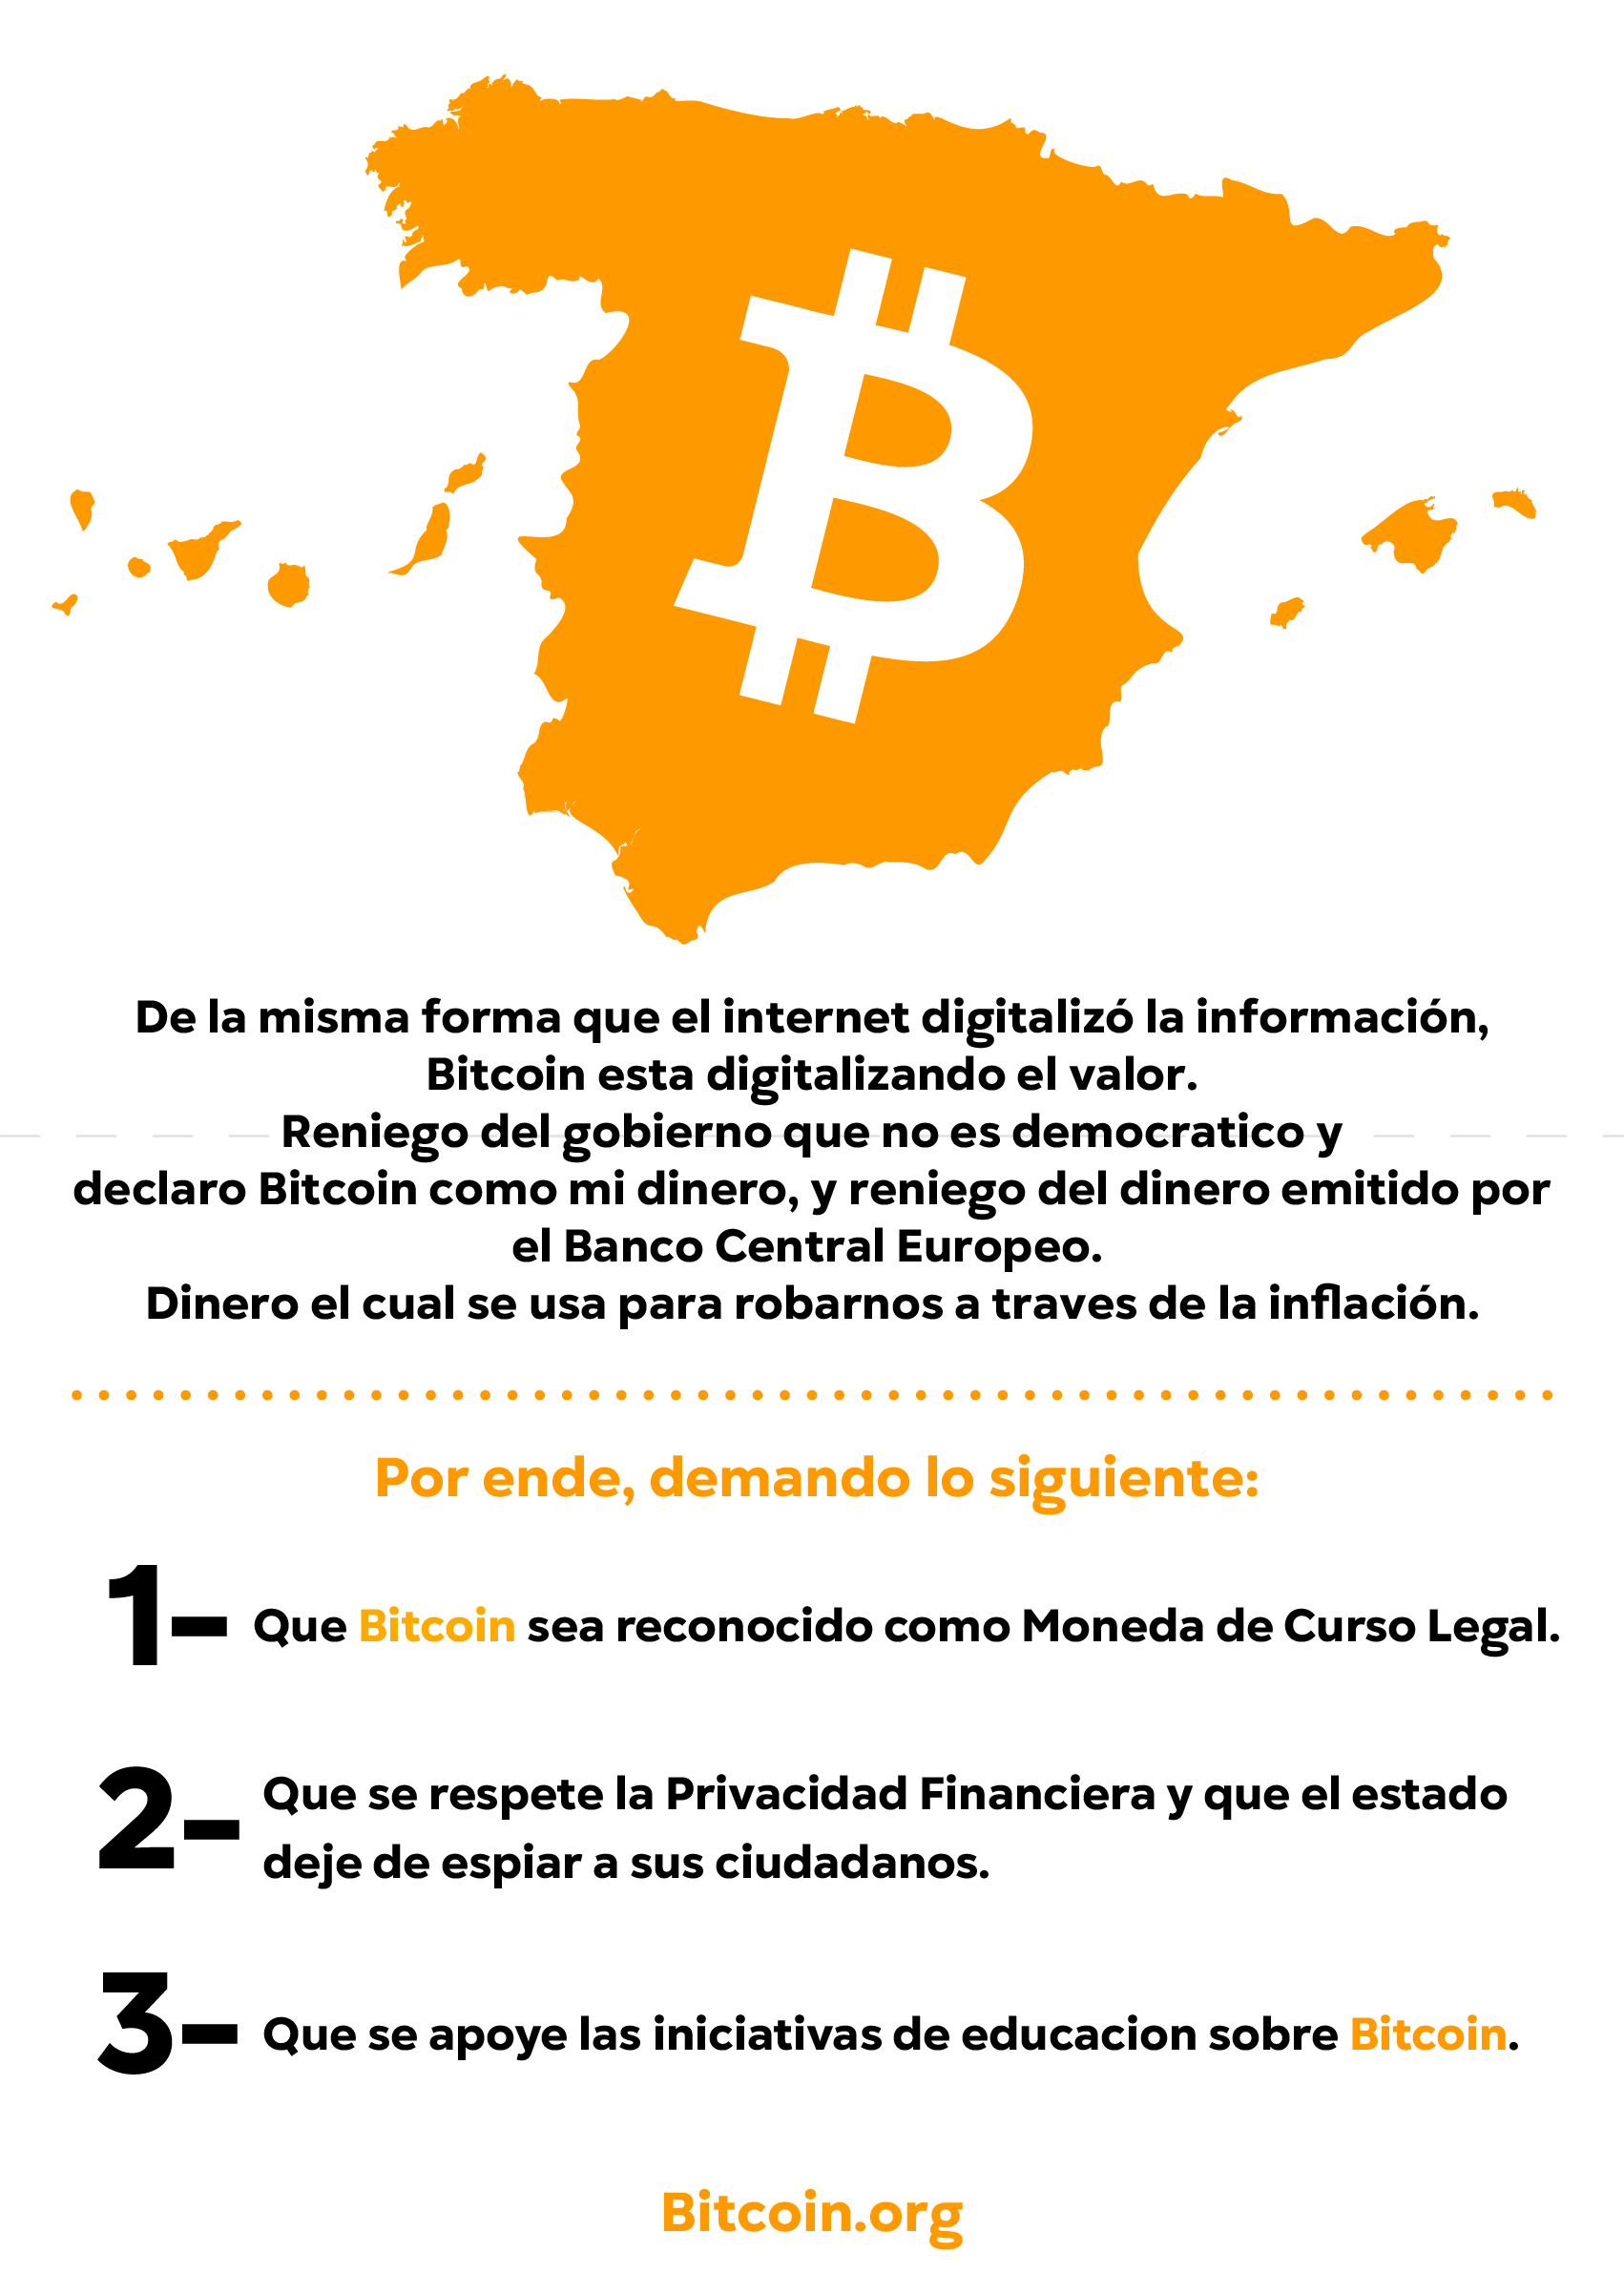 De la misma forma que el internet digitalizó la información,
Bitcoin esta digitalizando el valor.
Reniego del gobierno que no es democratico y
declaro Bitcoin como mi dinero, y reniego del dinero emitido por
el Banco Central Europeo.
Dinero el cual se usa para robarnos a traves de la inflación.
Por ende, demando lo siguiente:
1- Que Bitcoin sea reconocido como Moneda de Curso Legal.
2- Que se respete la Privacidad Financiera y que el estado
deje de espiar a sus ciudadanos.
3- Que se apoye las iniciativas de educacion sobre Bitcoin.
Bitcoin.org